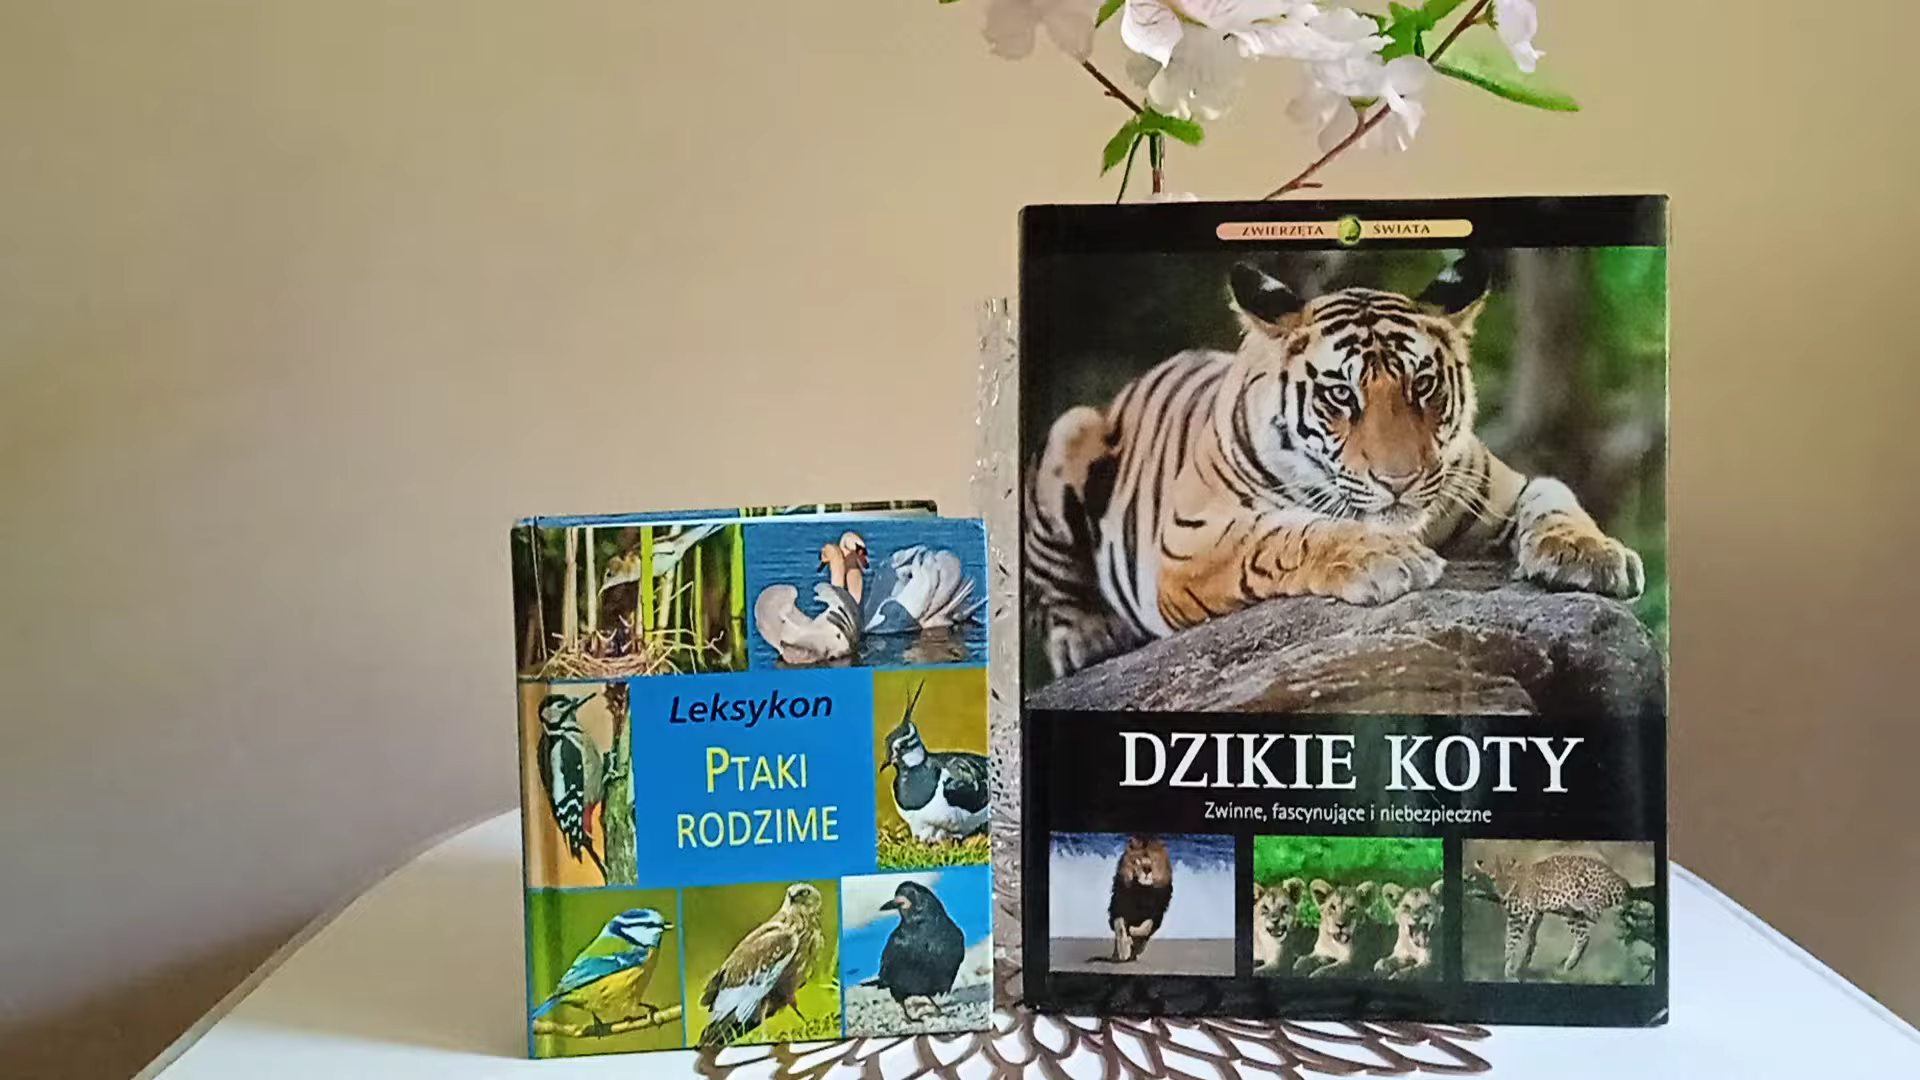 Leksykon
PTAKI
RODZIME
ZWIERZĘTA ŚWIATA
DZIKIE KOTY
Zwinne, fascynujące i niebezpieczne